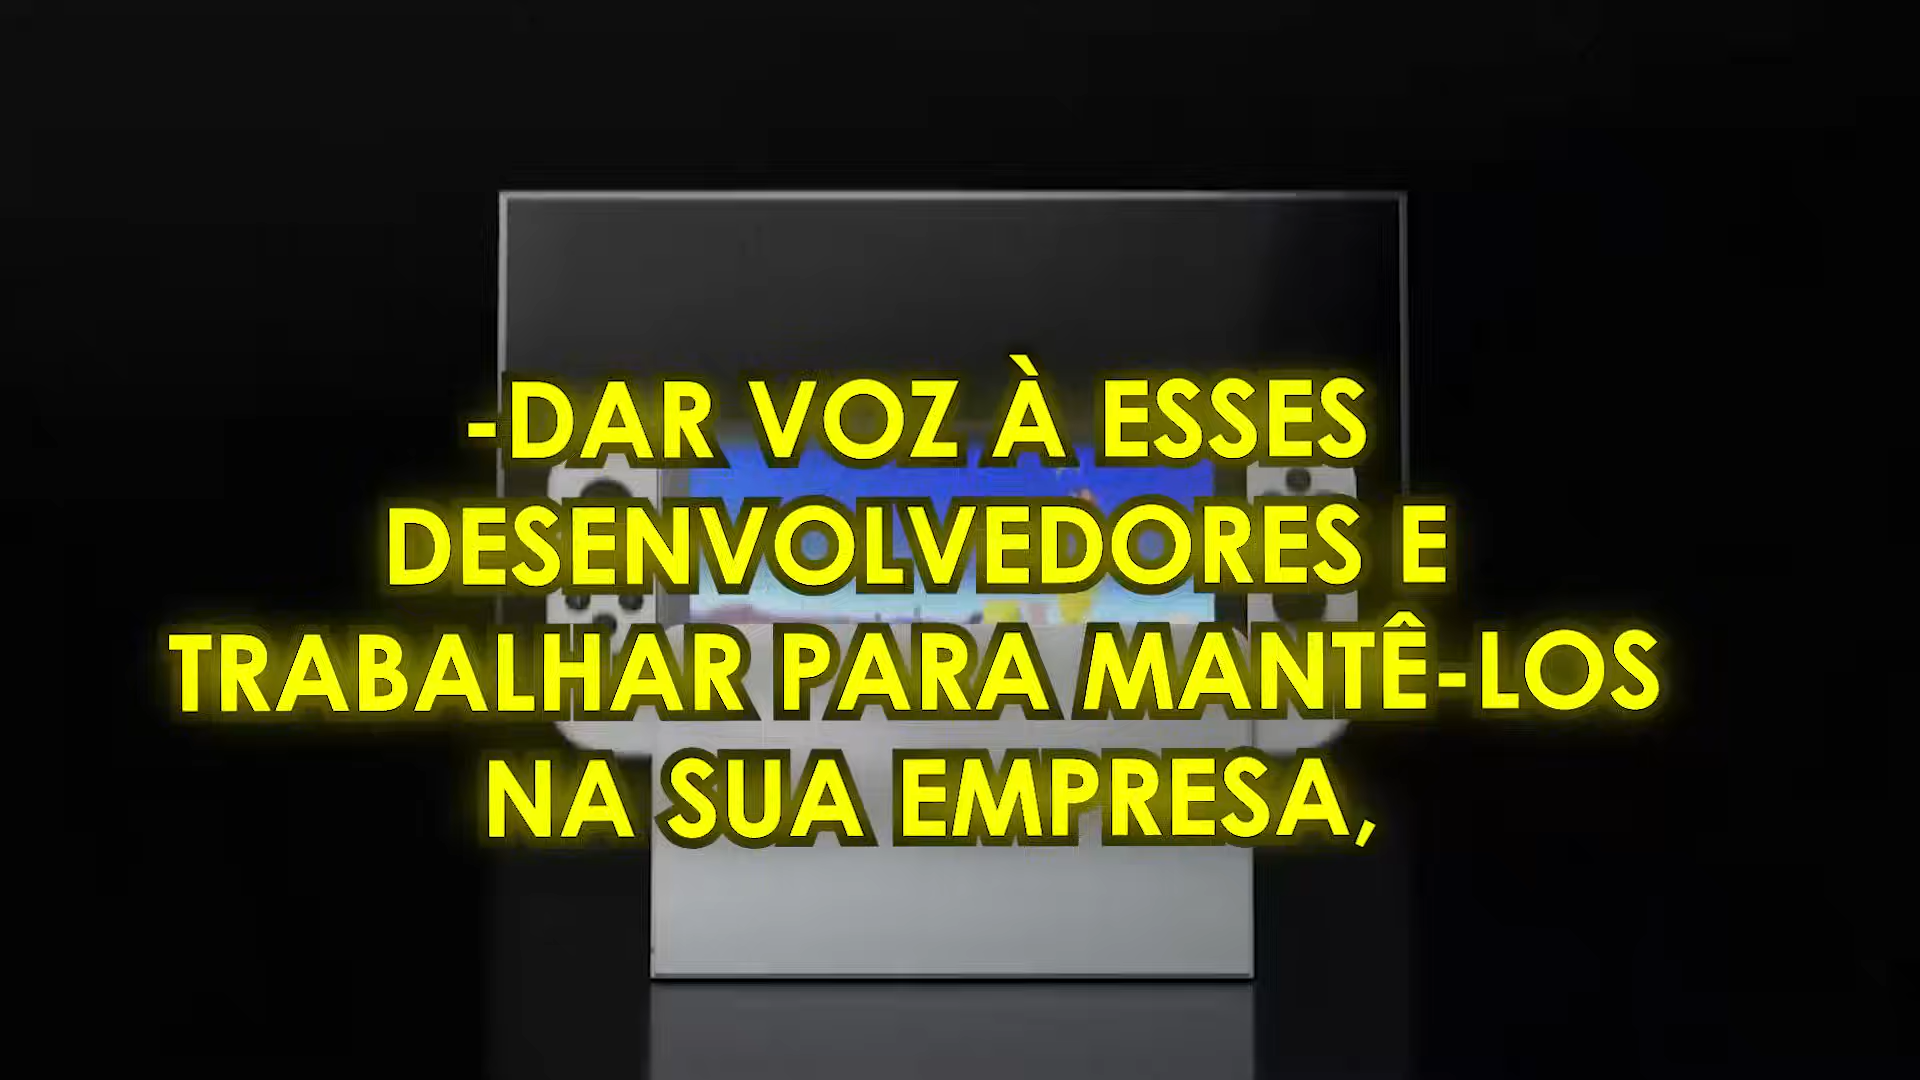 -DAR VOZ À ESSES
DESENVOLVEDORES E
TRABALHAR PARA MANTÊ-LOS
NA SUA EMPRESA,